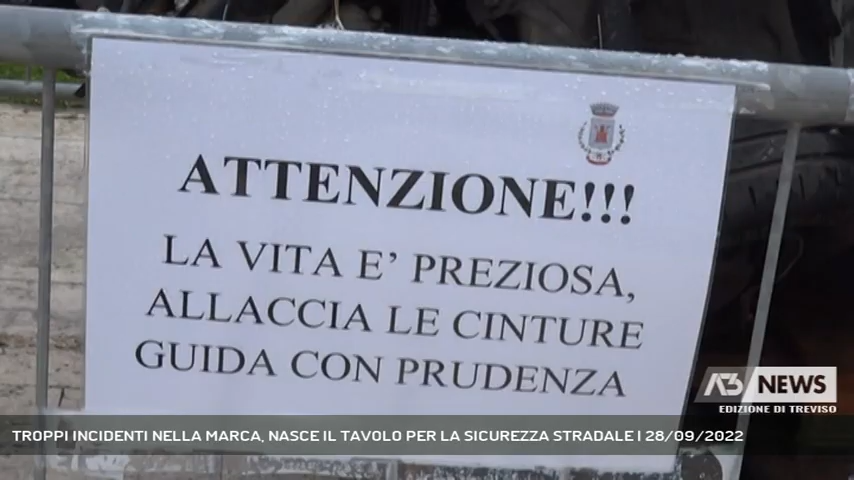 ATTENZIONE!!!
LA VITA E' PREZIOSA,
ALLACCIA LE CINTURE
GUIDA CON PRUDENZA
A3 NEWS
EDIZIONE DI TREVISO
TROPPI INCIDENTI NELLA MARCA, NASCE IL TAVOLO PER LA SICUREZZA STRADALE | 28/09/2022